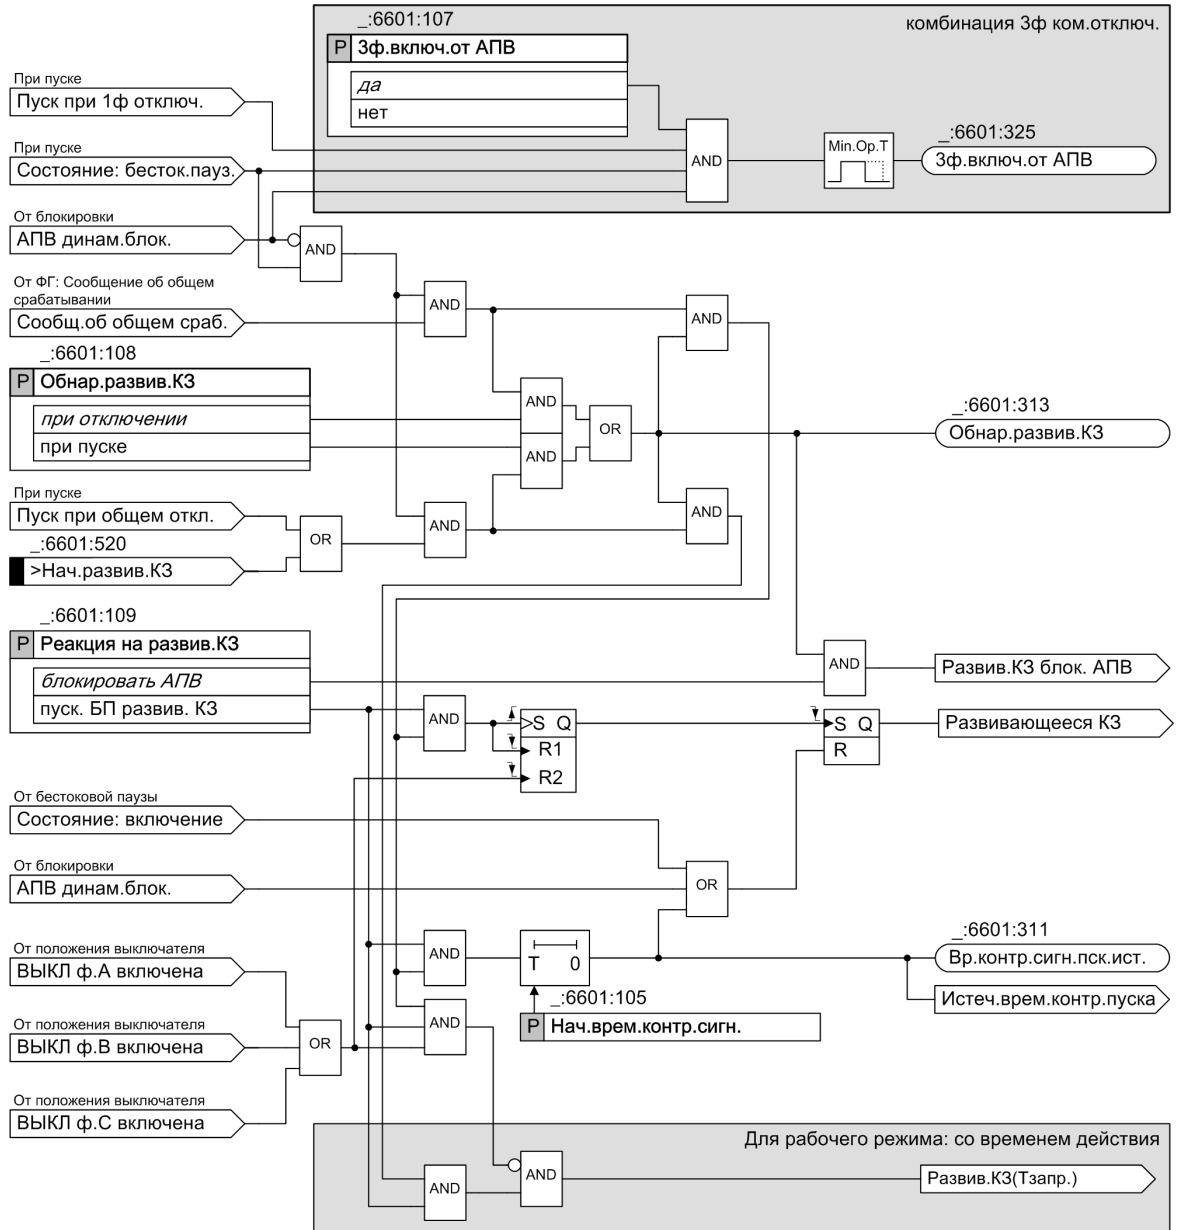 _:6601:107
комбинация 3ф ком.отключ.
P 3ф.включ.от АПВ
да
нет
При пуске
Пуск при 1ф отключ.
_:6601:325
Min.Op.T
3ф.включ.от АПВ
AND
При пуске
Состояние: бесток.пауз.
От блокировки
АПВ динам.блок.
AND
От ФГ: Сообщение об общем
срабатывании
Сообщ.об общем сраб.
AND
AND
_:6601:108
P Обнар.развив.КЗ
при отключении
при пуске
AND
OR
AND
_:6601:313
Обнар.развив.КЗ
При пуске
Пуск при общем откл.
_:6601:520
>Нач.развив.КЗ
OR
AND
AND
_:6601:109
P Реакция на развив.КЗ
блокировать АПВ
пуск. БП развив. КЗ
AND
Развив.КЗ блок. АПВ
AND
>S Q
R1
R2
S Q
R
Развивающееся КЗ
От бестоковой паузы
Состояние: включение
От блокировки
АПВ динам.блок.
OR
От положения выключателя
ВЫКЛ ф.А включена
AND
T 0
_:6601:311
Вр.контр.сигн.пск.ист.
Истеч.врем.контр.пуска
_:6601:105
P Нач.врем.контр.сигн.
От положения выключателя
ВЫКЛ ф.В включена
OR
AND
От положения выключателя
ВЫКЛ ф.С включена
Для рабочего режима: со временем действия
AND
AND
Развив.КЗ(Тзапр.)